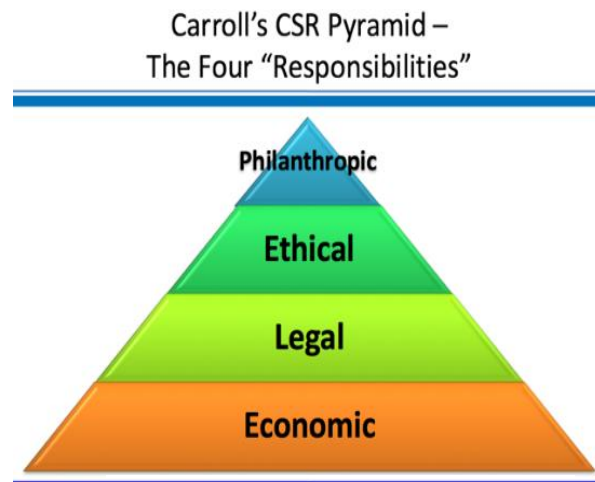 Carroll’s CSR Pyramid –
The Four “Responsibilities”
Philanthropic
Ethical
Legal
Economic